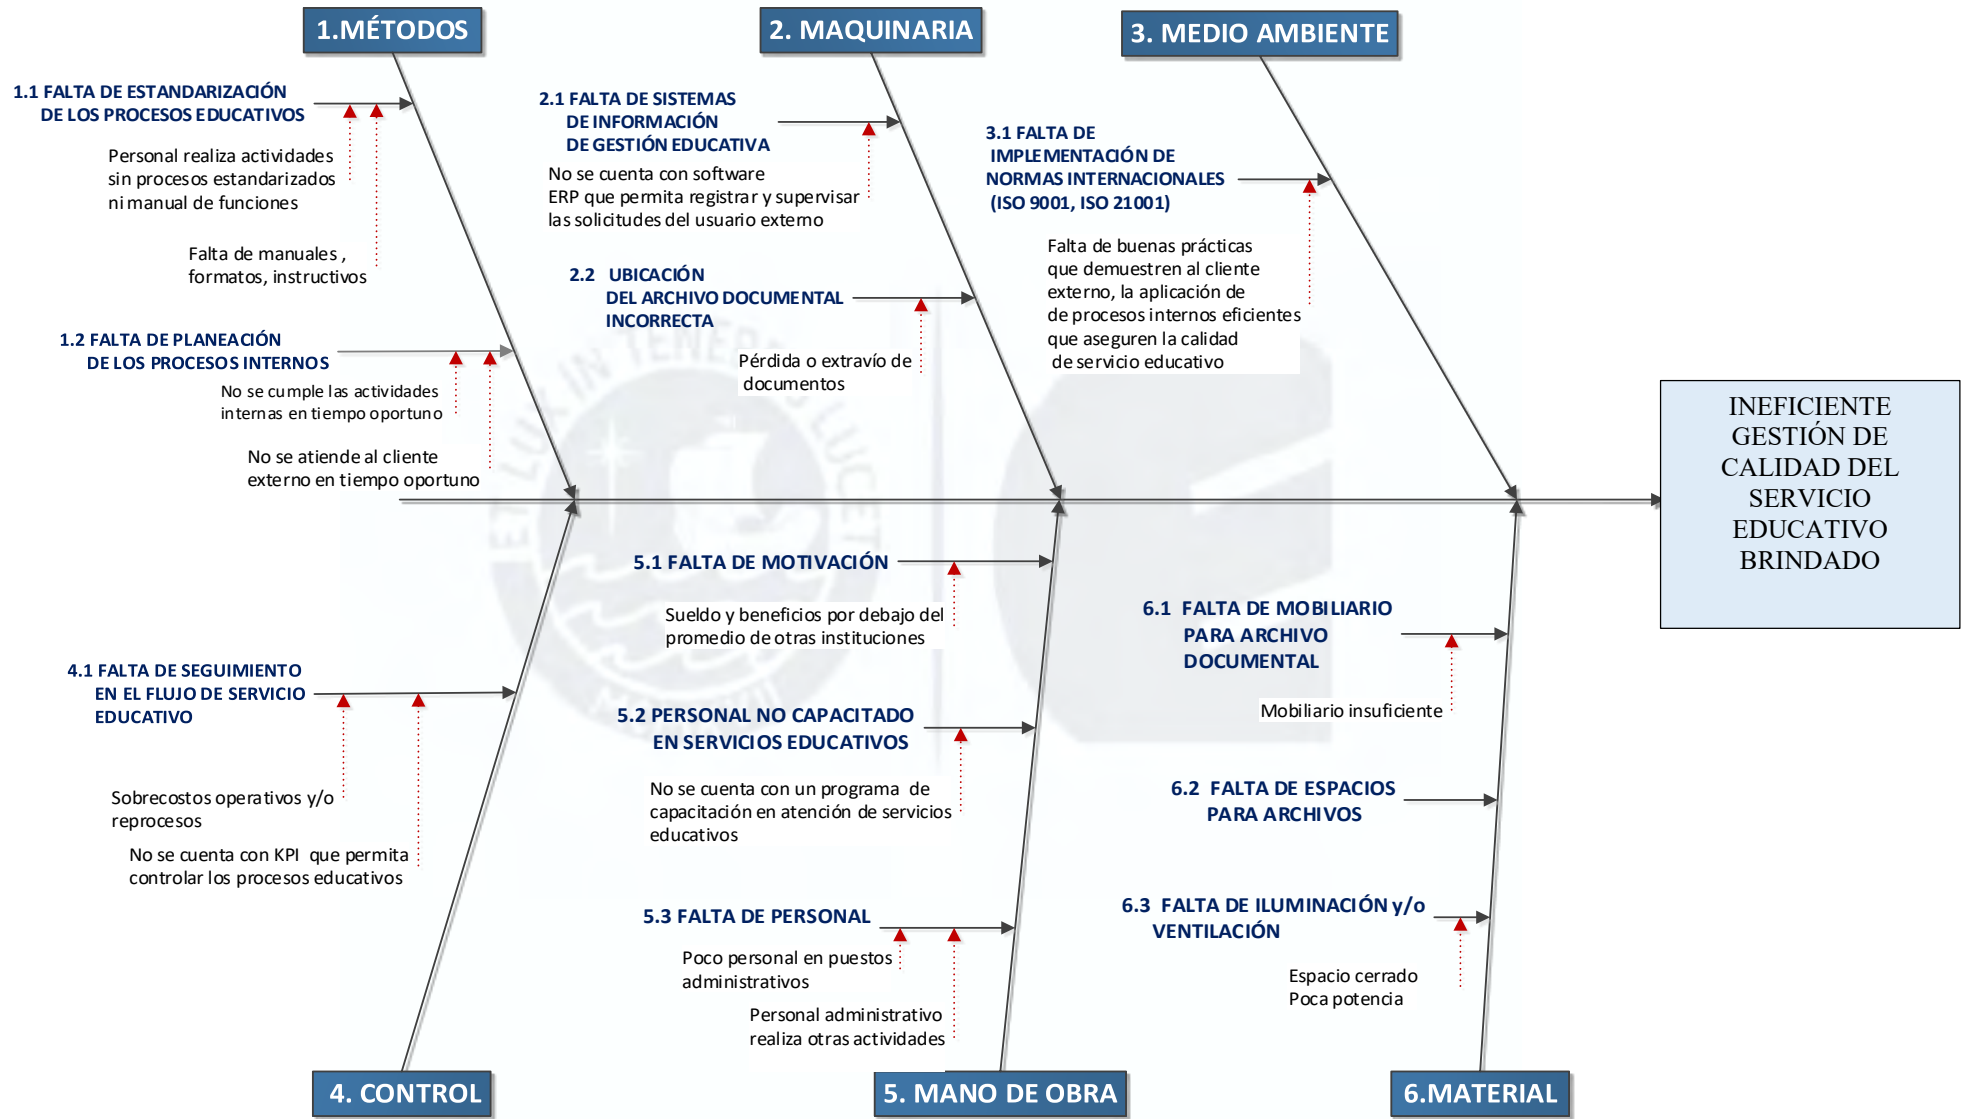 1.MÉTODOS
2. MAQUINARIA
3. MEDIO AMBIENTE
1.1 FALTA DE ESTANDARIZACIÓN
DE LOS PROCESOS EDUCATIVOS
Personal realiza actividades
sin procesos estandarizados
ni manual de funciones
Falta de manuales ,
formatos, instructivos
1.2 FALTA DE PLANEACIÓN
DE LOS PROCESOS INTERNOS
No se cumple las actividades
internas en tiempo oportuno
No se atiende al cliente
externo en tiempo oportuno
2.1 FALTA DE SISTEMAS
DE INFORMACIÓN
DE GESTIÓN EDUCATIVA
No se cuenta con software
ERP que permita registrar y supervisar
las solicitudes del usuario externo
2.2 UBICACIÓN
DEL ARCHIVO DOCUMENTAL
INCORRECTA
Pérdida o extravío de
documentos
3.1 FALTA DE
IMPLEMENTACIÓN DE
NORMAS INTERNACIONALES
(ISO 9001, ISO 21001)
Falta de buenas prácticas
que demuestren al cliente
externo, la aplicación de
de procesos internos eficientes
que aseguren la calidad
de servicio educativo
INEFICIENTE
GESTIÓN DE
CALIDAD DEL
SERVICIO
EDUCATIVO
BRINDADO
ET LUX IN TENEBRIS LUCET
4.1 FALTA DE SEGUIMIENTO
EN EL FLUJO DE SERVICIO
EDUCATIVO
Sobrecostos operativos y/o
reprocesos
No se cuenta con KPI que permita
controlar los procesos educativos
5.1 FALTA DE MOTIVACIÓN
Sueldo y beneficios por debajo del
promedio de otras instituciones
5.2 PERSONAL NO CAPACITADO
EN SERVICIOS EDUCATIVOS
No se cuenta con un programa de
capacitación en atención de servicios
educativos
5.3 FALTA DE PERSONAL
Poco personal en puestos
administrativos
Personal administrativo
realiza otras actividades
6.1 FALTA DE MOBILIARIO
PARA ARCHIVO
DOCUMENTAL
Mobiliario insuficiente
6.2 FALTA DE ESPACIOS
PARA ARCHIVOS
6.3 FALTA DE ILUMINACIÓN y/o
VENTILACIÓN
Espacio cerrado
Poca potencia
4. CONTROL
5. MANO DE OBRA
6.MATERIAL